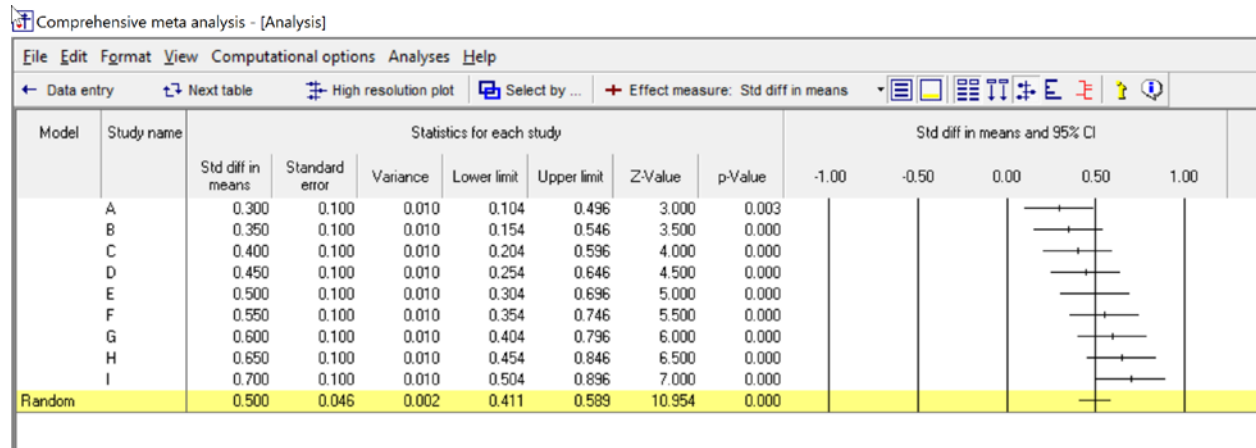 Comprehensive meta analysis - [Analysis]
File Edit Format View Computational options Analyses Help
← Data entry Next table High resolution plot Select by ... + Effect measure: Std diff in means
Model Study name Statistics for each study Std diff in means and 95% CI
Std diff in means Standard error Variance Lower limit Upper limit Z-Value p-Value -1.00 -0.50 0.00 0.50 1.00
A 0.300 0.100 0.010 0.104 0.496 3.000 0.003
B 0.350 0.100 0.010 0.154 0.546 3.500 0.000
C 0.400 0.100 0.010 0.204 0.596 4.000 0.000
D 0.450 0.100 0.010 0.254 0.646 4.500 0.000
E 0.500 0.100 0.010 0.304 0.696 5.000 0.000
F 0.550 0.100 0.010 0.354 0.746 5.500 0.000
G 0.600 0.100 0.010 0.404 0.796 6.000 0.000
H 0.650 0.100 0.010 0.454 0.846 6.500 0.000
I 0.700 0.100 0.010 0.504 0.896 7.000 0.000
Random 0.500 0.046 0.002 0.411 0.589 10.954 0.000